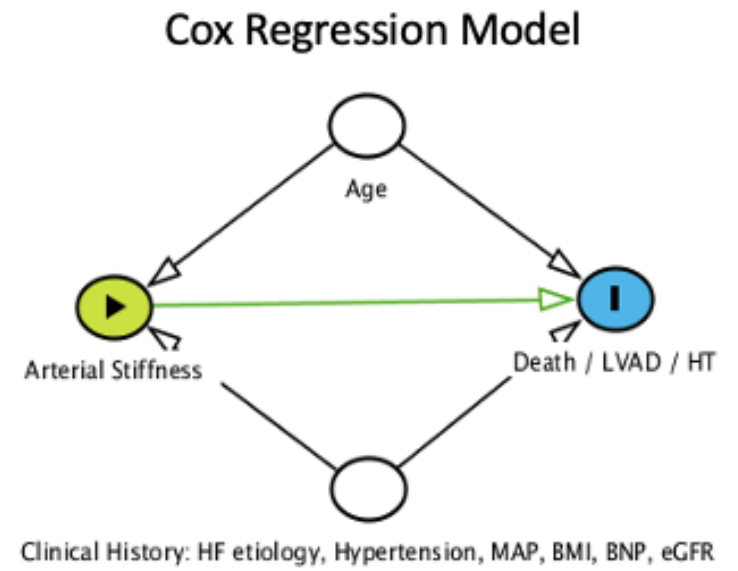 Cox Regression Model
Age
Arterial Stiffness
Death / LVAD / HT
Clinical History: HF etiology, Hypertension, MAP, BMI, BNP, eGFR